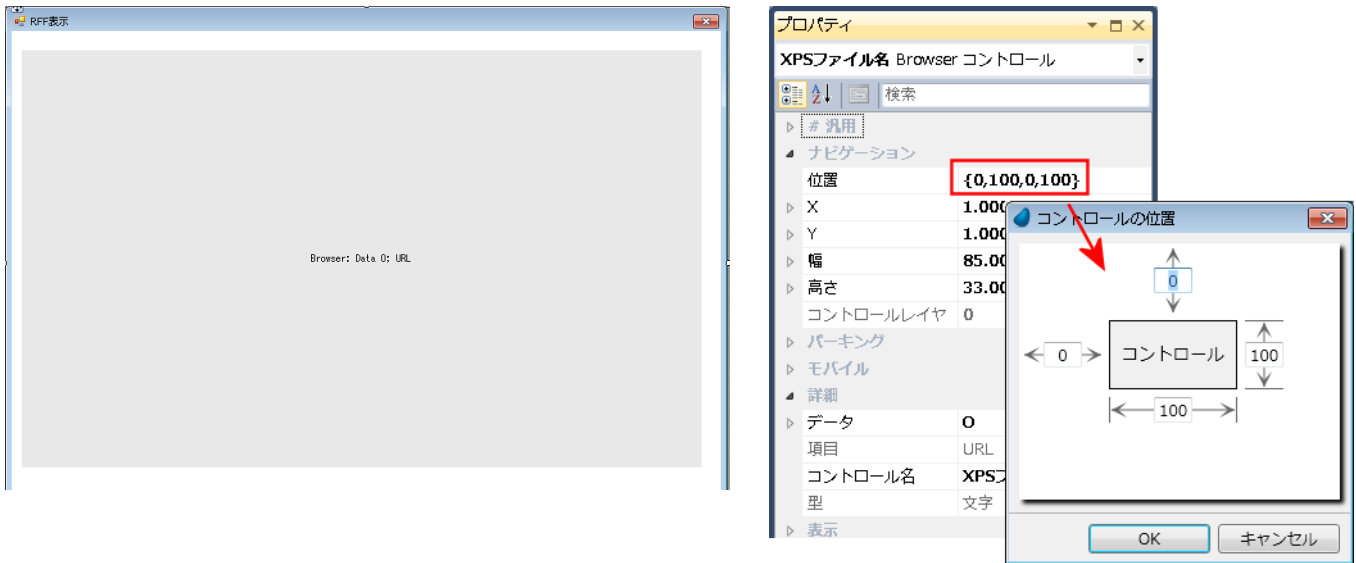 RFF表示
Browser: Data O; URL
プロパティ
XPSファイル名 Browser コントロール
検索
# 汎用
ナビゲーション
位置 {0,100,0,100}
X 1.000
Y 1.000
幅 85.00
高さ 33.00
コントロールレイヤ 0
パーキング
モバイル
詳細
データ O
項目 URL
コントロール名 XPSフ
型 文字
表示
コントロールの位置
0
0 コントロール 100
100
OK キャンセル